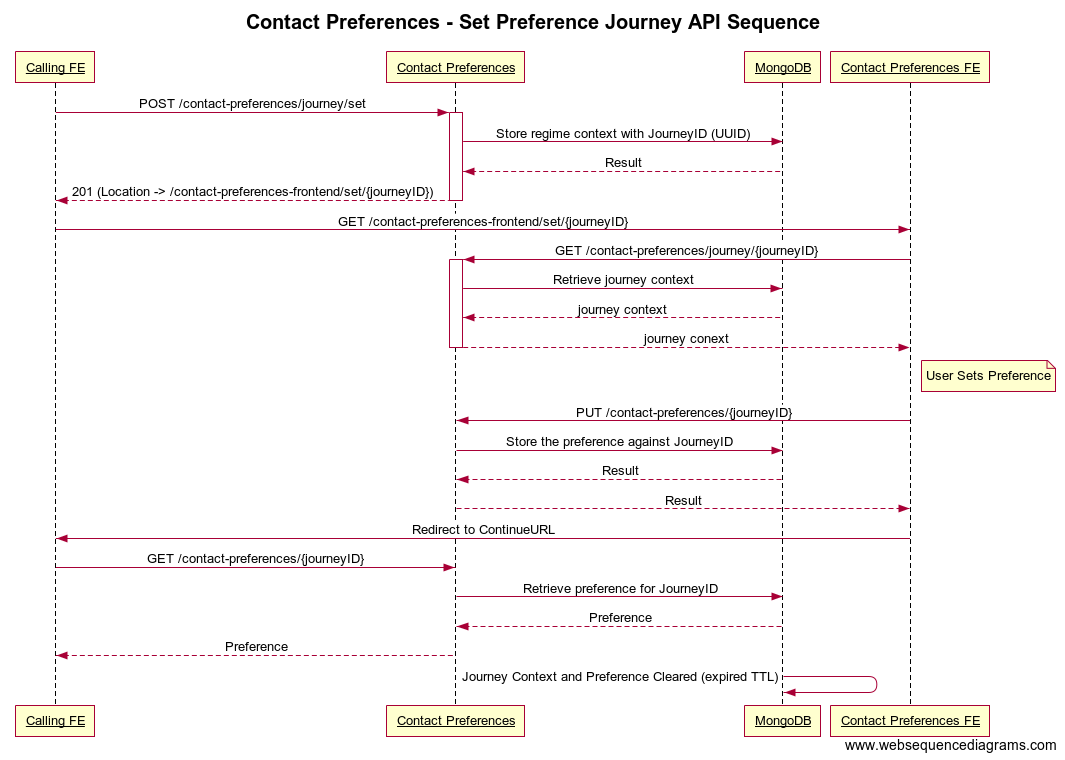 Contact Preferences - Set Preference Journey API Sequence
Calling FE
Contact Preferences
MongoDB
Contact Preferences FE
POST /contact-preferences/journey/set
Store regime context with JourneyID (UUID)
Result
201 (Location -> /contact-preferences-frontend/set/{journeyID})
GET /contact-preferences-frontend/set/{journeyID}
GET /contact-preferences/journey/{journeyID}
Retrieve journey context
journey context
journey conext
User Sets Preference
PUT /contact-preferences/{journeyID}
Store the preference against JourneyID
Result
Result
Redirect to ContinueURL
GET /contact-preferences/{journeyID}
Retrieve preference for JourneyID
Preference
Preference
Journey Context and Preference Cleared (expired TTL)
Calling FE
Contact Preferences
MongoDB
Contact Preferences FE
www.websequencediagrams.com